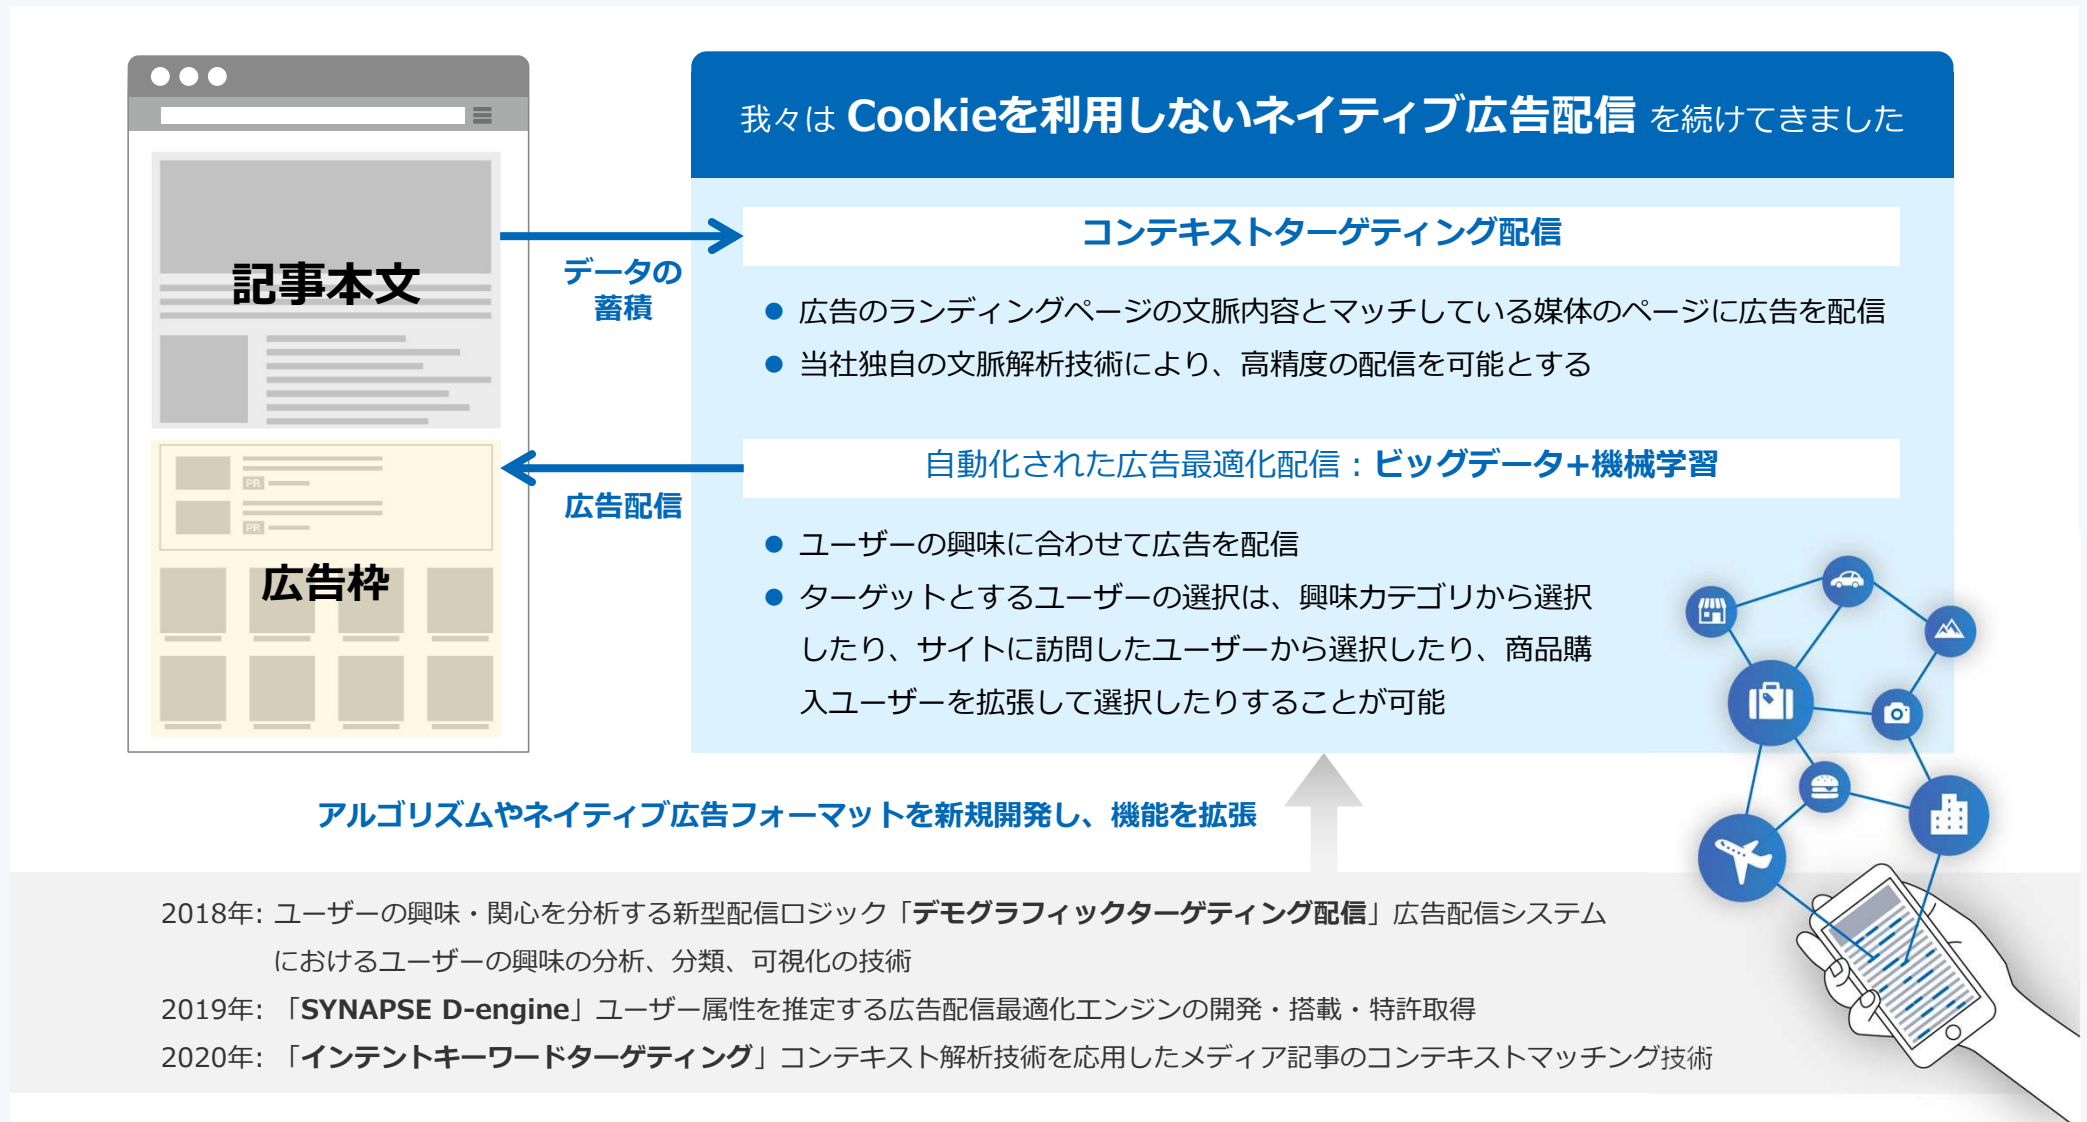 我々は Cookieを利用しないネイティブ広告配信 を続けてきました
記事本文
データの
蓄積
コンテキストターゲティング配信
広告のランディングページの文脈内容とマッチしている媒体のページに広告を配信
当社独自の文脈解析技術により、高精度の配信を可能とする
PR
PR
広告枠
広告配信
自動化された広告最適化配信：ビッグデータ+機械学習
ユーザーの興味に合わせて広告を配信
ターゲットとするユーザーの選択は、興味カテゴリから選択
したり、サイトに訪問したユーザーから選択したり、商品購
入ユーザーを拡張して選択したりすることが可能
アルゴリズムやネイティブ広告フォーマットを新規開発し、機能を拡張
2018年: ユーザーの興味・関心を分析する新型配信ロジック「デモグラフィックターゲティング配信」広告配信システム
におけるユーザーの興味の分析、分類、可視化の技術
2019年: 「SYNAPSE D-engine」ユーザー属性を推定する広告配信最適化エンジンの開発・搭載・特許取得
2020年: 「インテントキーワードターゲティング」コンテキスト解析技術を応用したメディア記事のコンテキストマッチング技術